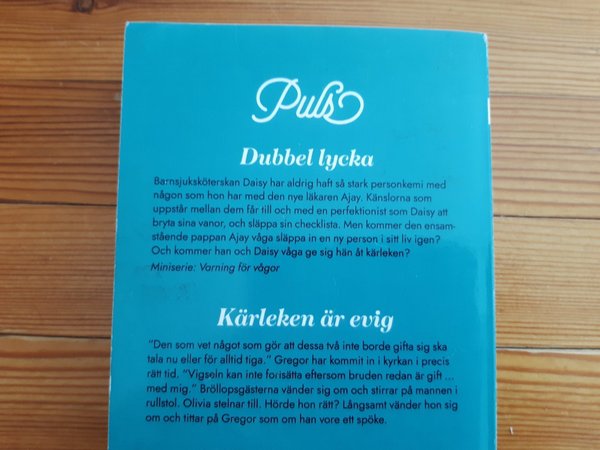 Puls
Dubbel lycka
Barnsjuksköterskan Daisy har aldrig haft så stark personkemi med
någon som hon har med den nye läkaren Ajay. Känslorna som
uppstår mellan dem får till och med en perfektionist som Daisy att
bryta sina vanor, och släppa sin checklista. Men kommer den ensam-
stående pappan Ajay våga släppa in en ny person i sitt liv igen?
Och kommer han och Daisy våga ge sig hän åt kärleken?
Miniserie: Varning för vågor
Kärleken är evig
”Den som vet något som gör att dessa två inte borde gifta sig ska
tala nu eller för alltid tiga.” Gregor har kommit in i kyrkan i precis
rätt tid. ”Vigseln kan inte forisätta eftersom bruden redan är gift ...
med mig.” Bröllopsgästerna vänder sig om och stirrar på mannen i
rullstol. Olivia stelnar till. Hörde hon rätt? Långsamt vänder hon sig
om och tittar på Gregor som om han vore ett spöke.